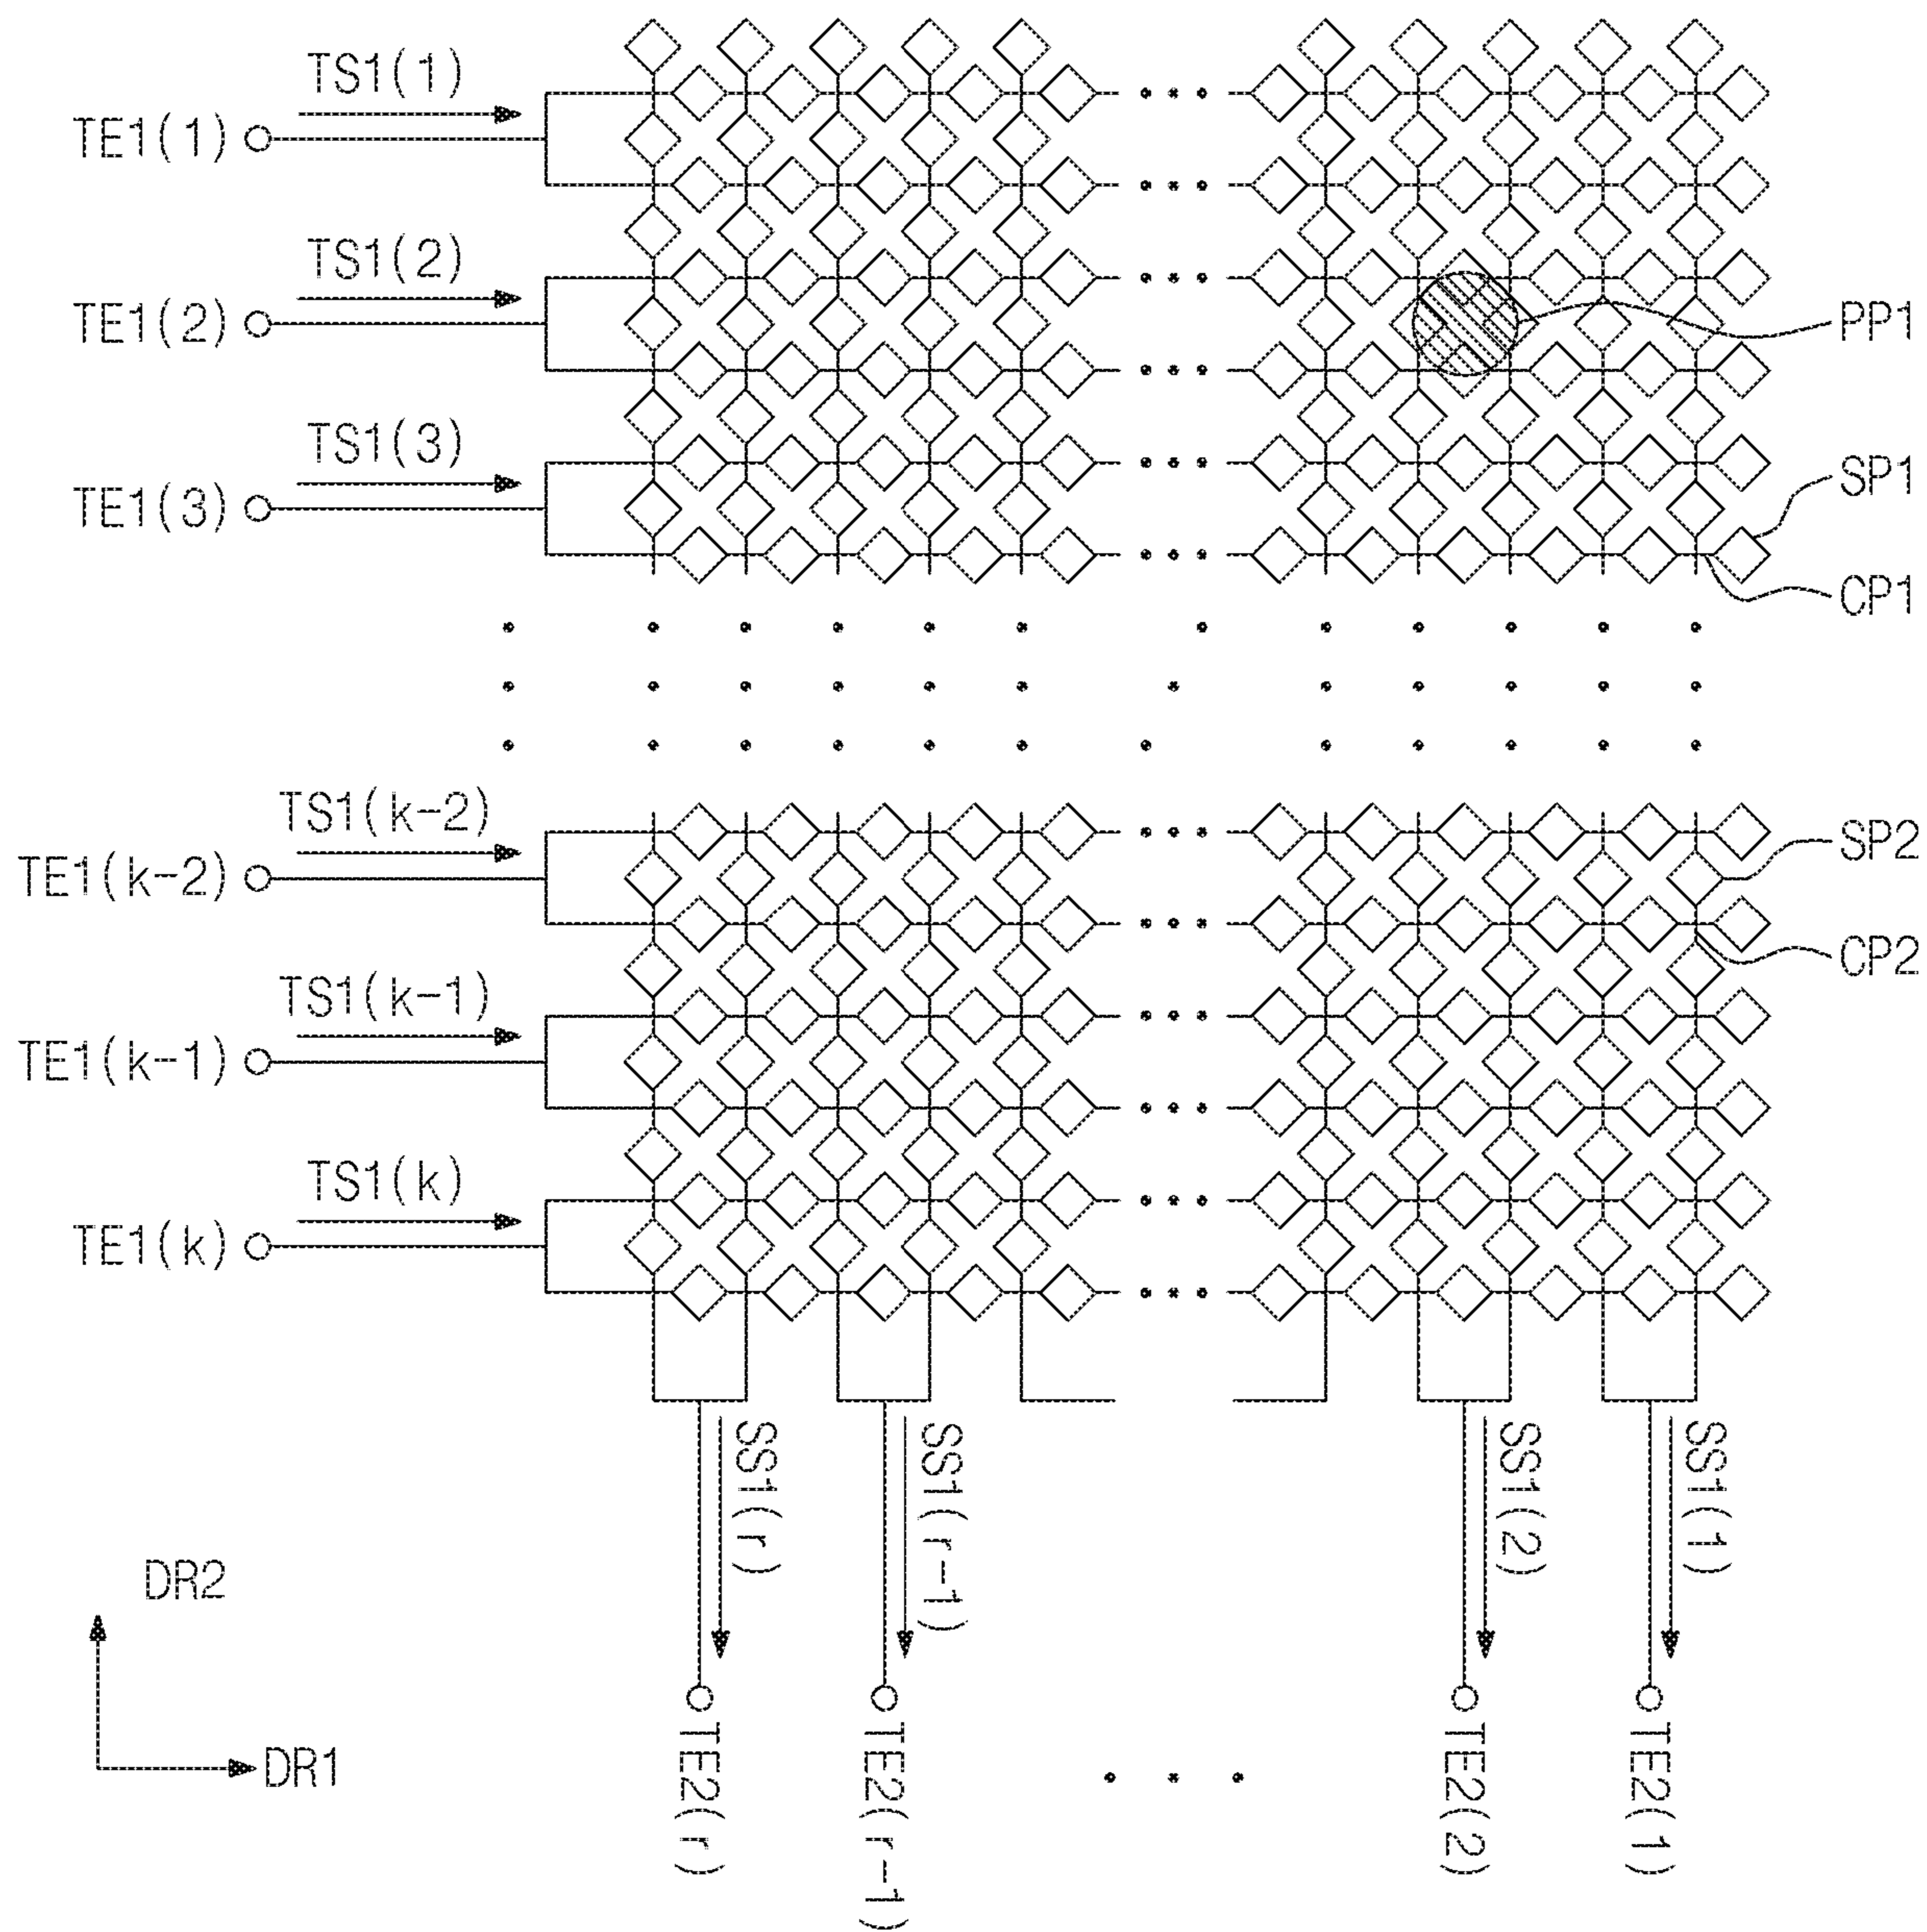 TS1(1)
TE1(1)
TS1(2)
TE1(2)
PP1
TS1(3)
SP1
TE1(3)
CP1
TS1(k-2)
SP2
TE1(k-2)
CP2
TS1(k-1)
TE1(k-1)
TS1(k)
TE1(k)
SS1(r)
SS1(r-1)
SS1(2)
SS1(1)
DR2
DR1
TE2(r)
TE2(r-1)
TE2(2)
TE2(1)